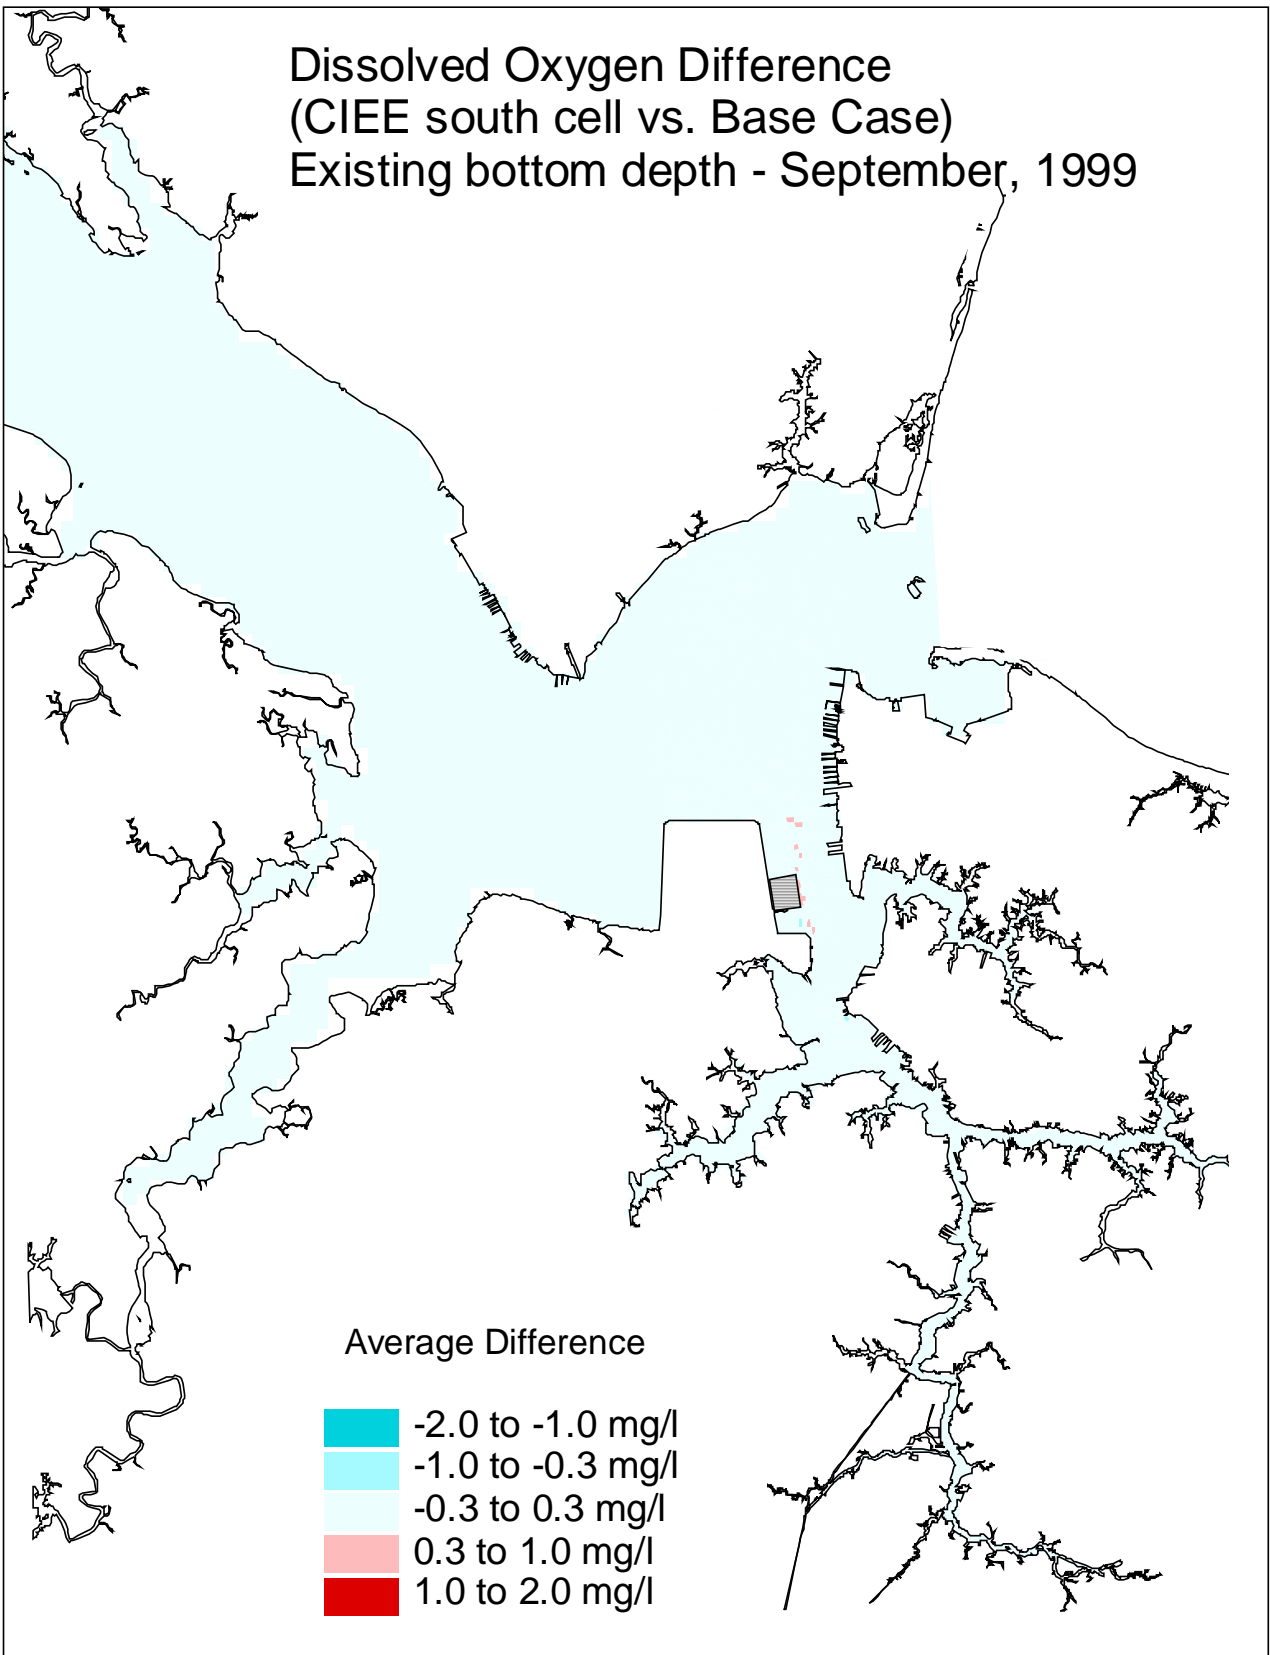 Dissolved Oxygen Difference
(CIEE south cell vs. Base Case)
Existing bottom depth - September, 1999
Average Difference
-2.0 to -1.0 mg/l
-1.0 to -0.3 mg/l
-0.3 to 0.3 mg/l
0.3 to 1.0 mg/l
1.0 to 2.0 mg/l